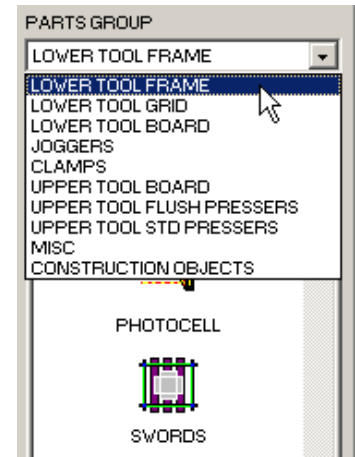 PARTS GROUP
LOWER TOOL FRAME
LOWER TOOL FRAME
LOWER TOOL GRID
LOWER TOOL BOARD
JOGGERS
CLAMPS
UPPER TOOL BOARD
UPPER TOOL FLUSH PRESSERS
UPPER TOOL STD PRESSERS
MISC
CONSTRUCTION OBJECTS
PHOTOCELL
SWORDS